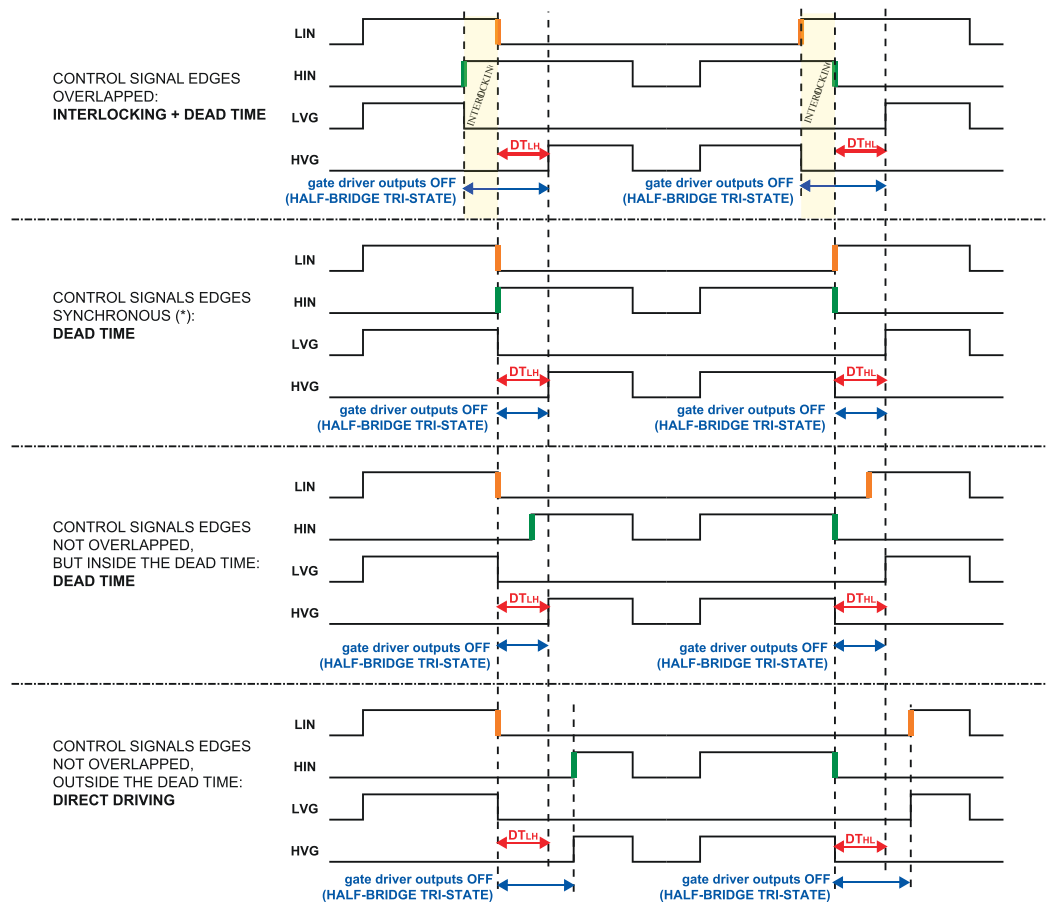 LIN
HIN
CONTROL SIGNAL EDGES
OVERLAPPED:
INTERLOCKING + DEAD TIME
LVG
HVG
INTERLOCKING
INTERLOCKING
DTLH
DTHL
gate driver outputs OFF
(HALF-BRIDGE TRI-STATE)
gate driver outputs OFF
(HALF-BRIDGE TRI-STATE)
LIN
CONTROL SIGNALS EDGES
SYNCHRONOUS (*):
DEAD TIME
HIN
LVG
HVG
DTLH
DTHL
gate driver outputs OFF
(HALF-BRIDGE TRI-STATE)
gate driver outputs OFF
(HALF-BRIDGE TRI-STATE)
LIN
CONTROL SIGNALS EDGES
NOT OVERLAPPED,
BUT INSIDE THE DEAD TIME:
DEAD TIME
HIN
LVG
HVG
DTLH
DTHL
gate driver outputs OFF
(HALF-BRIDGE TRI-STATE)
gate driver outputs OFF
(HALF-BRIDGE TRI-STATE)
LIN
CONTROL SIGNALS EDGES
NOT OVERLAPPED,
OUTSIDE THE DEAD TIME:
DIRECT DRIVING
HIN
LVG
HVG
DTLH
DTHL
gate driver outputs OFF
(HALF-BRIDGE TRI-STATE)
gate driver outputs OFF
(HALF-BRIDGE TRI-STATE)